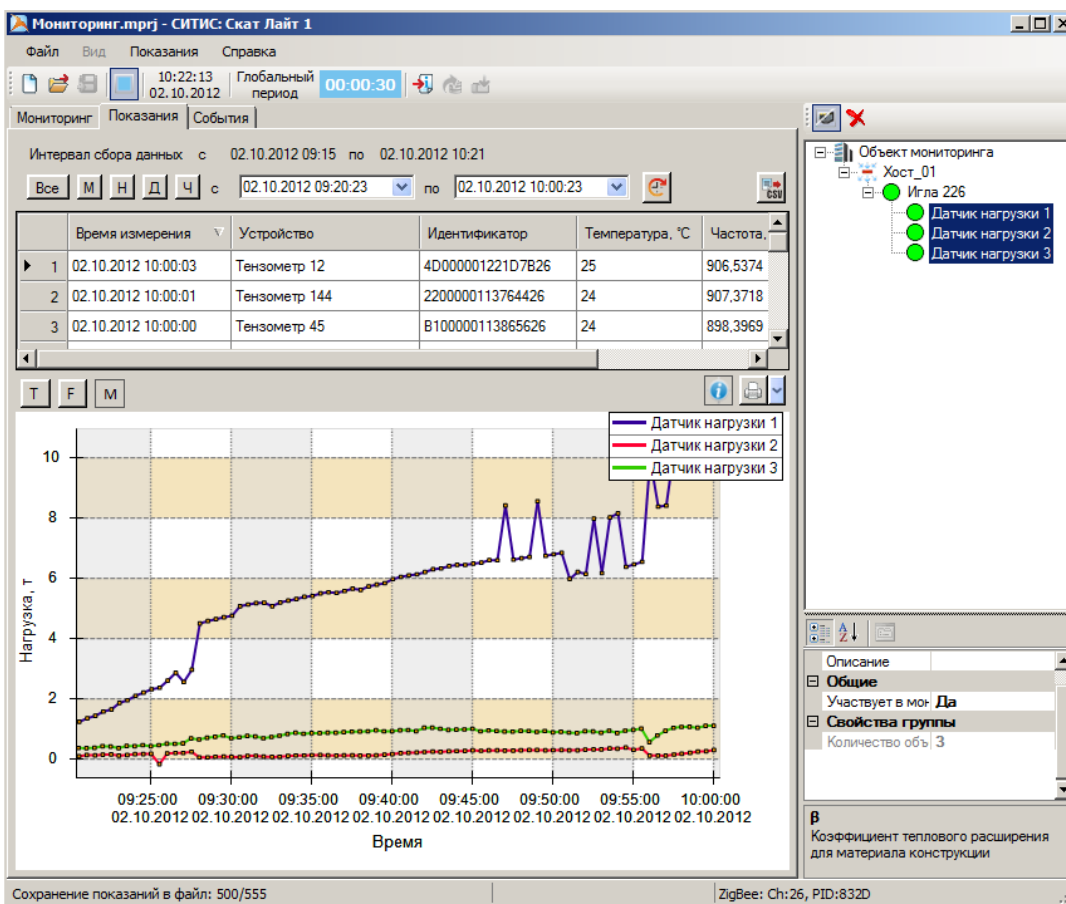 Мониторинг.mprj - СИТИС: Скат Лайт 1
Файл Вид Показания Справка
10:22:13 Глобальный 00:00:30
02.10.2012 период
Мониторинг Показания События
Интервал сбора данных с 02.10.2012 09:15 по 02.10.2012 10:21
Все М Н Д Ч с 02.10.2012 09:20:23 по 02.10.2012 10:00:23 CSV
Время измерения Устройство Идентификатор Температура, °C Частота,
1 02.10.2012 10:00:03 Тензометр 12 4D000001221D7B26 25 906,5374
2 02.10.2012 10:00:01 Тензометр 144 2200000113764426 24 907,3718
3 02.10.2012 10:00:00 Тензометр 45 B100000113865626 24 898,3969
T F M
Датчик нагрузки 1
Датчик нагрузки 2
Датчик нагрузки 3
10
8
6
4
2
0
Нагрузка, т
09:25:00 09:30:00 09:35:00 09:40:00 09:45:00 09:50:00 09:55:00 10:00:00
02.10.2012 02.10.2012 02.10.2012 02.10.2012 02.10.2012 02.10.2012 02.10.2012 02.10.2012
Время
Объект мониторинга
Хост_01
Игла 226
Датчик нагрузки 1
Датчик нагрузки 2
Датчик нагрузки 3
A
Z
Описание
Общие
Участвует в мон Да
Свойства группы
Количество объ 3
β
Коэффициент теплового расширения
для материала конструкции
Сохранение показаний в файл: 500/555 ZigBee: Ch:26, PID:832D